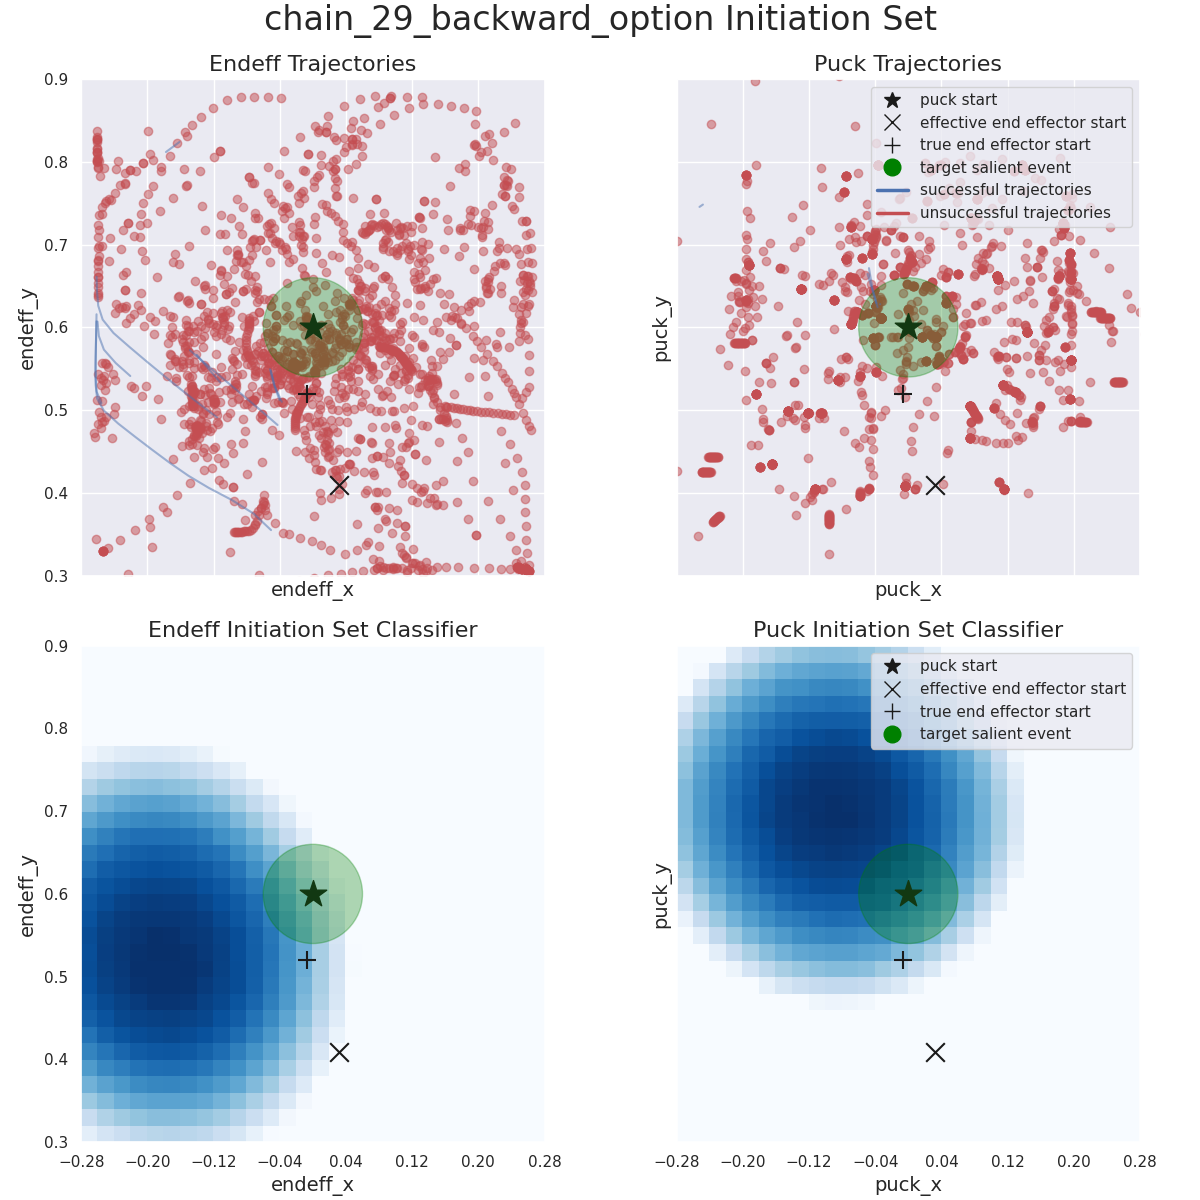 chain_29_backward_option Initiation Set
Endeff Trajectories
0.9
0.8
0.7
0.6
0.5
0.4
0.3
endeff_y
endeff_x
Puck Trajectories
puck start
effective end effector start
true end effector start
target salient event
successful trajectories
unsuccessful trajectories
puck_y
puck_x
Endeff Initiation Set Classifier
0.9
0.8
0.7
0.6
0.5
0.4
0.3
endeff_y
−0.28 −0.20 −0.12 −0.04 0.04 0.12 0.20 0.28
endeff_x
Puck Initiation Set Classifier
puck start
effective end effector start
true end effector start
target salient event
puck_y
−0.28 −0.20 −0.12 −0.04 0.04 0.12 0.20 0.28
puck_x